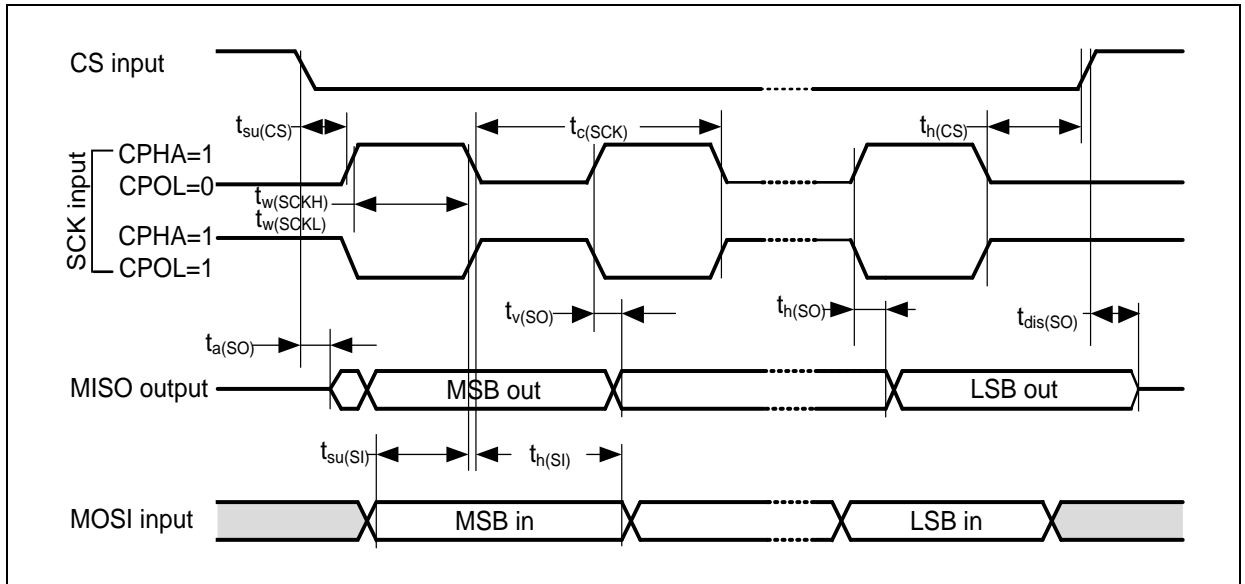 CS input
tsu(CS)
tc(SCK)
th(CS)
SCK input
CPHA=1
CPOL=0
tw(SCKH)
tw(SCKL)
CPHA=1
CPOL=1
tv(SO)
th(SO)
tdis(SO)
ta(SO)
MISO output
MSB out
LSB out
tsu(SI)
th(SI)
MOSI input
MSB in
LSB in